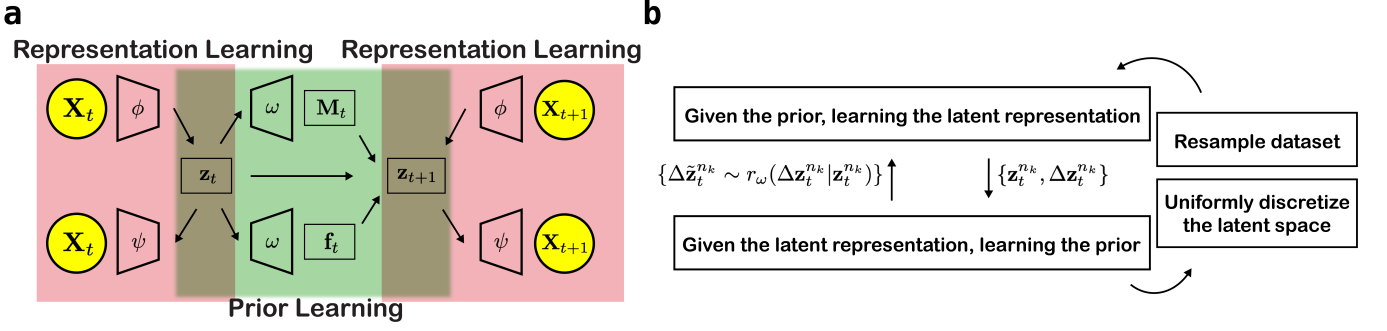 a
Representation Learning Representation Learning
X_t ϕ ω M_t ϕ X_{t+1}
z_t z_{t+1}
X_t ψ ω f_t ψ X_{t+1}
Prior Learning
b
Given the prior, learning the latent representation
{Δz̃_t^{n_k} ∼ r_ω(Δz_t^{n_k}|z_t^{n_k})} {z_t^{n_k}, Δz_t^{n_k}}
Given the latent representation, learning the prior
Resample dataset
Uniformly discretize
the latent space